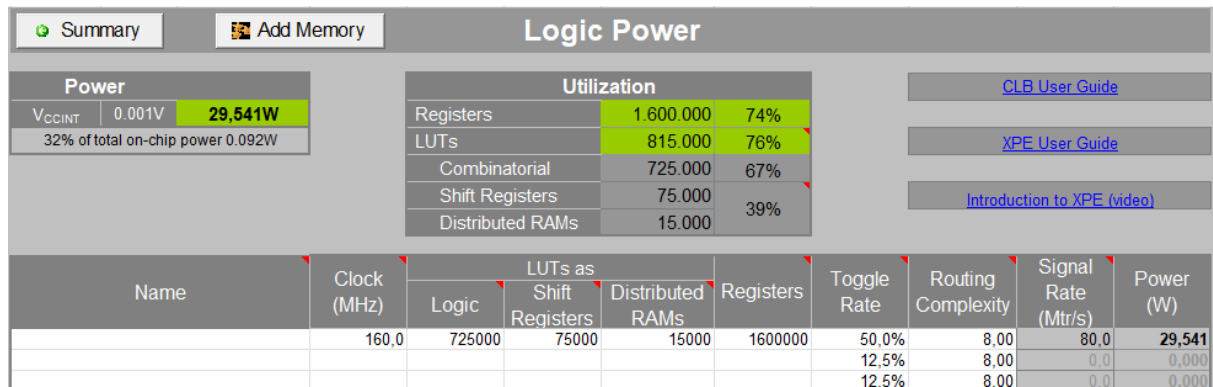 Summary Add Memory Logic Power
Power
VCCINT 0.001V 29,541W
32% of total on-chip power 0.092W
Utilization
Registers 1.600.000 74%
LUTs 815.000 76%
Combinatorial 725.000 67%
Shift Registers 75.000 39%
Distributed RAMs 15.000
CLB User Guide
XPE User Guide
Introduction to XPE (video)
Name
Clock
(MHz)
LUTs as
Logic
Shift
Registers
Distributed
RAMs
Registers
Toggle
Rate
Routing
Complexity
Signal
Rate
(Mtr/s)
Power
(W)
160,0 725000 75000 15000 1600000 50,0% 8,00 80,0 29,541
12,5% 8,00 0,0 0,000
12,5% 8,00 0,0 0,000